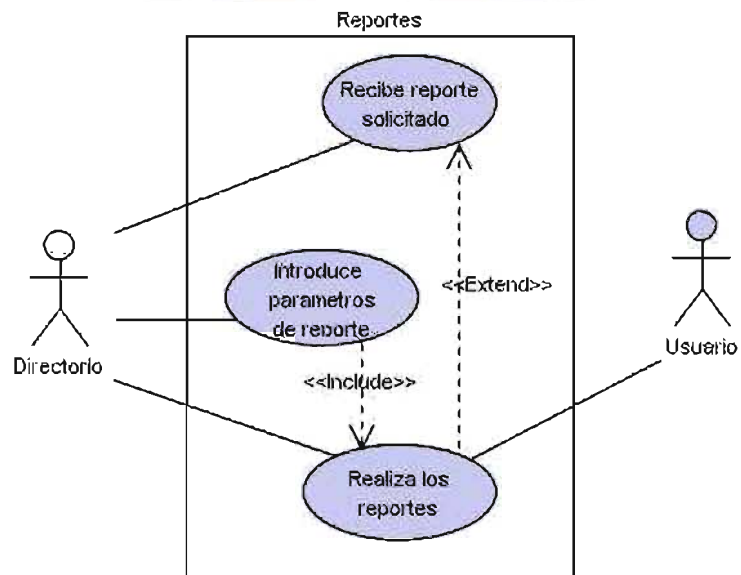 Reportes
Recibe reporte
solicitado
Introduce
parametros
de reporte
<<Extend>>
Directorio
Usuario
<<Include>>
Realiza los
reportes